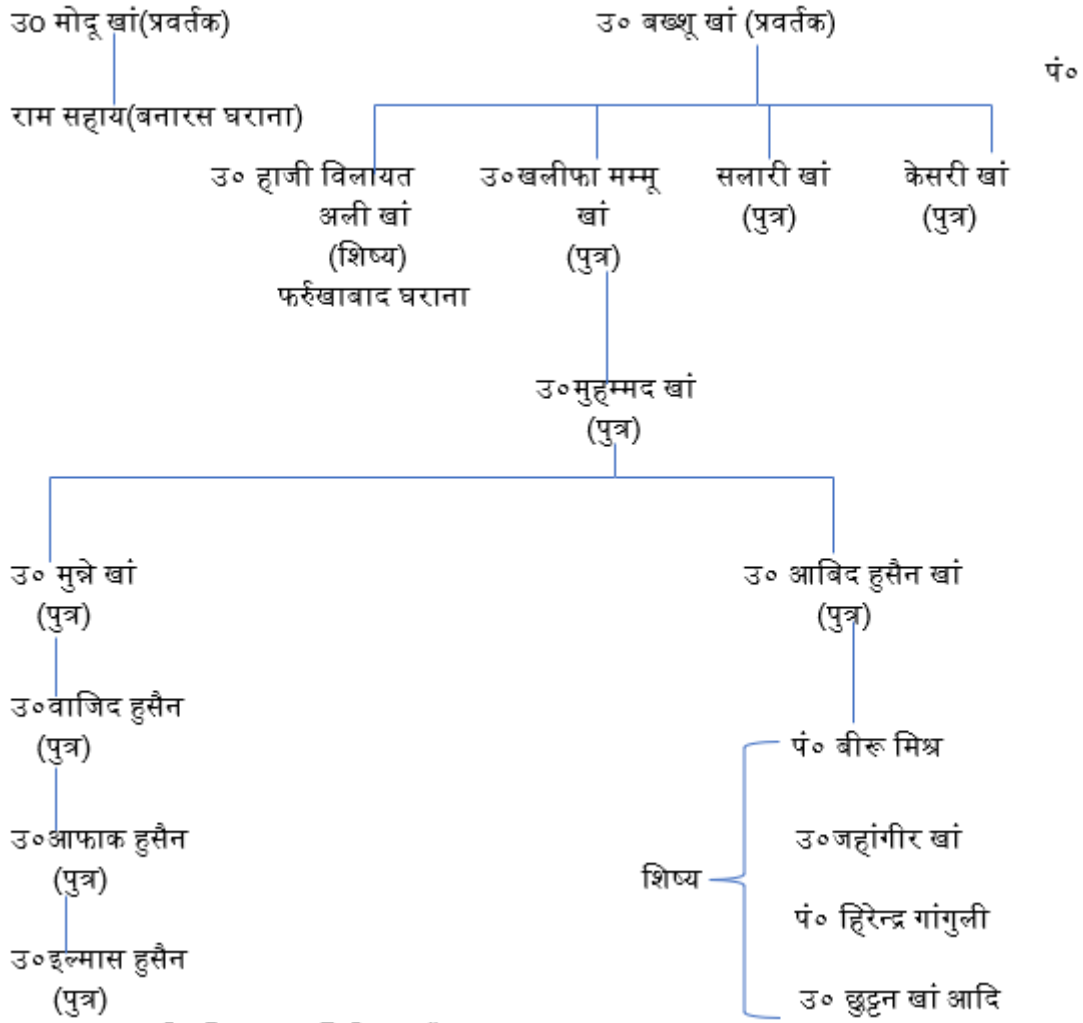 उ० मोदू खां(प्रवर्तक)
उ० बख्शू खां (प्रवर्तक)
पं०
राम सहाय(बनारस घराना)
उ० हाजी विलायत
अली खां
(शिष्य)
फर्रुखाबाद घराना
उ०खलीफा मम्मू
खां
(पुत्र)
सलारी खां
(पुत्र)
केसरी खां
(पुत्र)
उ०मुहम्मद खां
(पुत्र)
उ० मुन्ने खां
(पुत्र)
उ० आबिद हुसैन खां
(पुत्र)
उ०वाजिद हुसैन
(पुत्र)
उ०आफाक हुसैन
(पुत्र)
उ०इल्मास हुसैन
(पुत्र)
शिष्य
पं० बीरू मिश्र
उ०जहांगीर खां
पं० हिरेन्द्र गांगुली
उ० छुट्टन खां आदि